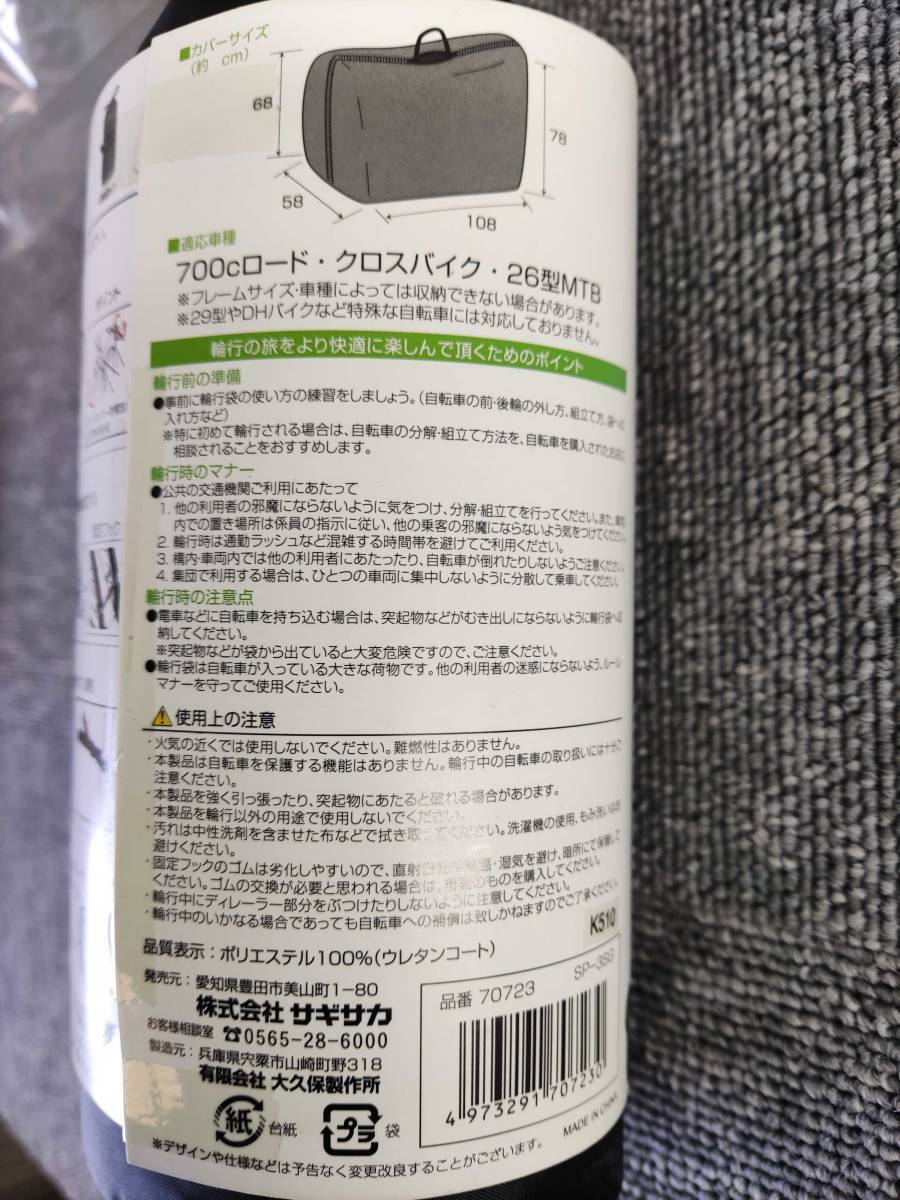 ■カバーサイズ
(約 cm)
68
78
58
108
■適応車種
700cロード・クロスバイク・26型MTB
※フレームサイズ・車種によっては収納できない場合があります。
※29型やDHバイクなど特殊な自転車には対応しておりません。
輪行の旅をより快適に楽しんで頂くためのポイント
輪行前の準備
●事前に輪行袋の使い方の練習をしましょう。(自転車の前・後輪の外し方、組立て方、袋への
入れ方など)
※特に初めて輪行される場合は、自転車の分解・組立て方法を、自転車を購入されたお店に
相談されることをおすすめします。
輪行時のマナー
●公共の交通機関ご利用にあたって
1. 他の利用者の邪魔にならないように気をつけ、分解・組立てを行ってください。また、車両
内での置き場所は係員の指示に従い、他の乗客の邪魔にならないよう気をつけてください。
2. 輪行時は通勤ラッシュなど混雑する時間帯を避けてご利用ください。
3. 構内・車両内では他の利用者にあたったり、自転車が倒れたりしないようご注意ください。
4. 集団で利用する場合は、ひとつの車両に集中しないように分散して乗車してください。
輪行時の注意点
●電車などに自転車を持ち込む場合は、突起物などがむき出しにならないように輪行袋への
納してください。
※突起物などが袋から出ていると大変危険ですので、ご注意ください。
●輪行袋は自転車が入っている大きな荷物です。他の利用者の迷惑にならないよう、ルール・
マナーを守ってご使用ください。
使用上の注意
・火気の近くでは使用しないでください。難燃性はありません。
・本製品は自転車を保護する機能はありません。輪行中の自転車の取り扱いには十分ご
注意ください。
・本製品を強く引っ張ったり、突起物にあたると破れる場合があります。
・本製品を輪行以外の用途で使用しないでください。
・汚れは中性洗剤を含ませた布などで拭き取ってください。洗濯機の使用、もみ洗いはお
避けください。
・固定フックのゴムは劣化しやすいので、直射日光や高温・湿気を避け、暗所にて保管して
ください。ゴムの交換が必要と思われる場合は、市販のものを購入してください。
・輪行中にディレーラー部分をぶつけたりしないように注意してください。
・輪行中のいかなる場合であっても自転車への補償は致しかねますのでご了承ください。
K510
品質表示：ポリエステル100%(ウレタンコート)
発売元：愛知県豊田市美山町1-80
株式会社 サギサカ
お客様相談室 ☎0565-28-6000
製造元：兵庫県宍粟市山崎町野318
有限会社 大久保製作所
紙 台紙
プラ 袋
品番 70723
SP-3SG
4 973291 707230
MADE IN CHINA
※デザインや仕様などは予告なく変更改良することがございます。